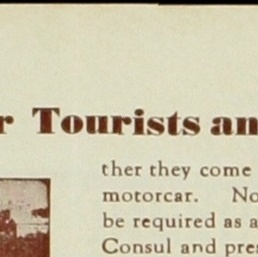 r Tourists an
ther they come
motorcar. No
be required as a
Consul and pres